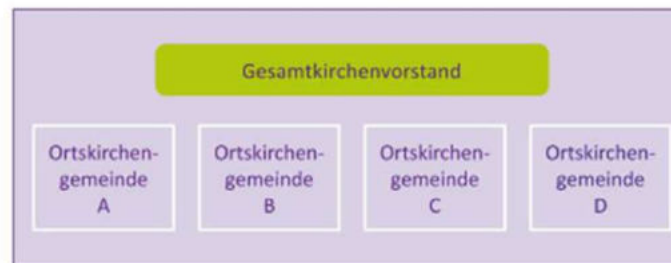 Gesamtkirchenvorstand
Ortskirchen-
gemeinde
A
Ortskirchen-
gemeinde
B
Ortskirchen-
gemeinde
C
Ortskirchen-
gemeinde
D